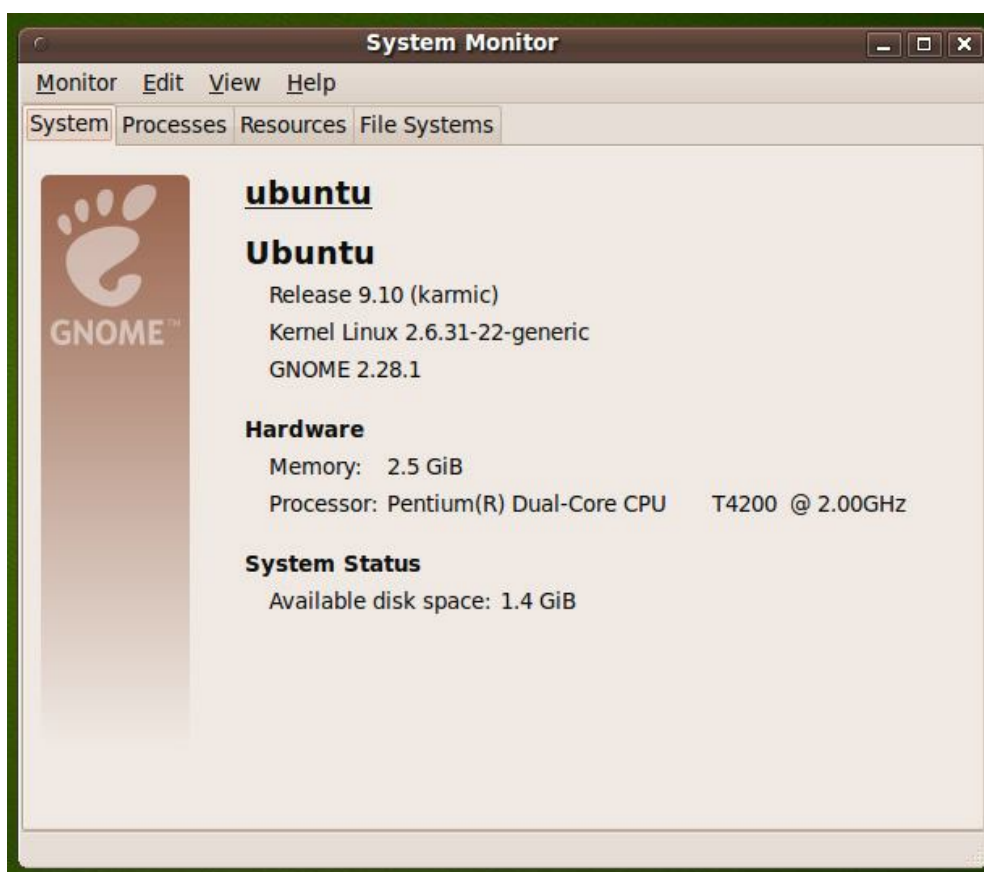 System Monitor
Monitor Edit View Help
System Processes Resources File Systems
GNOME™
ubuntu
Ubuntu
Release 9.10 (karmic)
Kernel Linux 2.6.31-22-generic
GNOME 2.28.1
Hardware
Memory: 2.5 GiB
Processor: Pentium(R) Dual-Core CPU T4200 @ 2.00GHz
System Status
Available disk space: 1.4 GiB